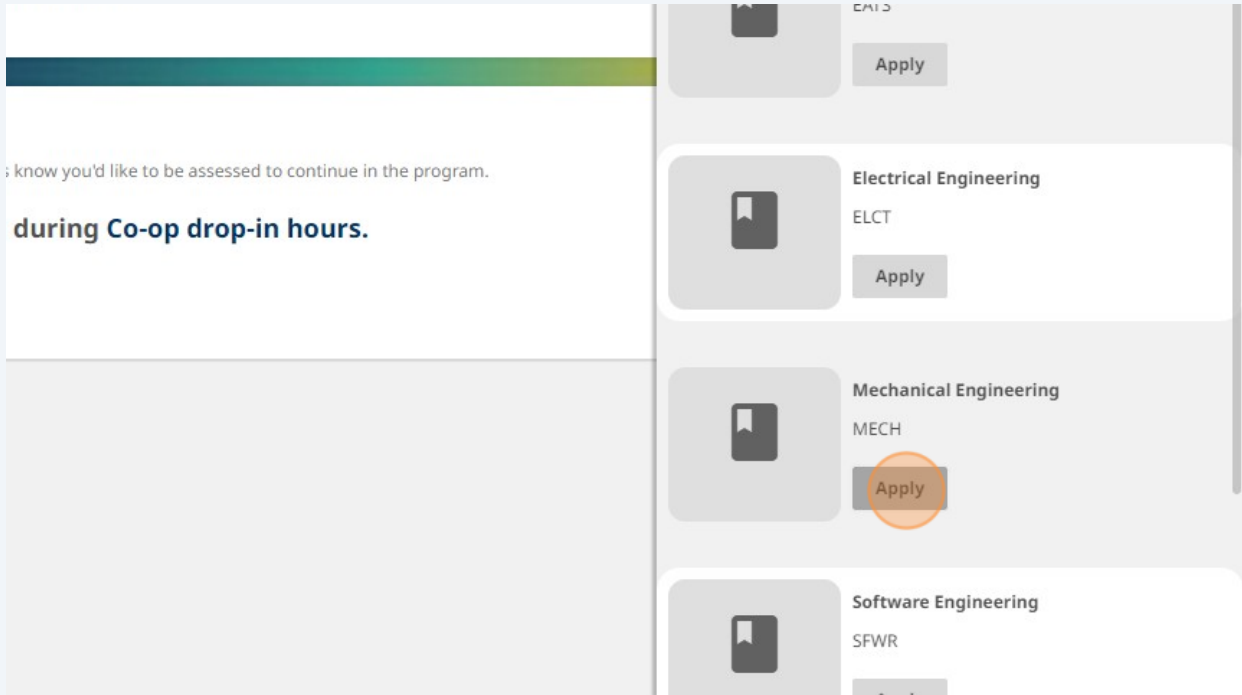 know you'd like to be assessed to continue in the program.
during Co-op drop-in hours.
EATS
Apply
Electrical Engineering
ELCT
Apply
Mechanical Engineering
MECH
Apply
Software Engineering
SFWR